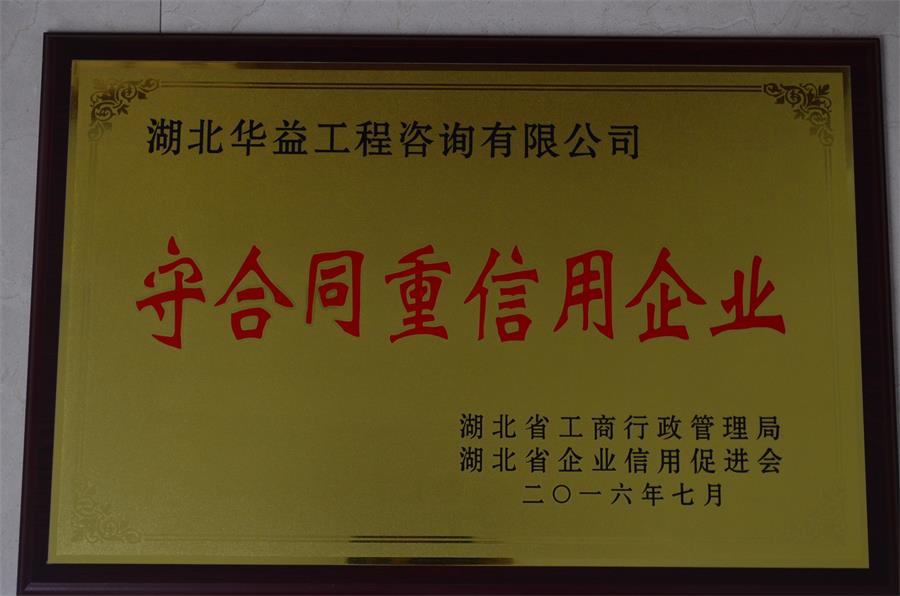 湖北华益工程咨询有限公司
守合同重信用企业
湖北省工商行政管理局
湖北省企业信用促进会
二〇一六年七月